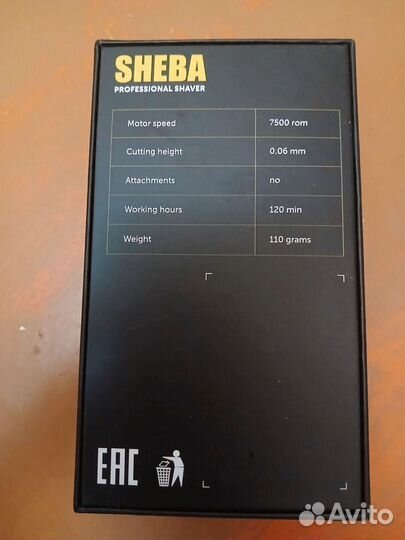 SHEBA
PROFESSIONAL SHAVER
Motor speed 7500 rom
Cutting height 0,06 mm
Attachments no
Working hours 120 min
Weight 110 grams
EAC
Avito